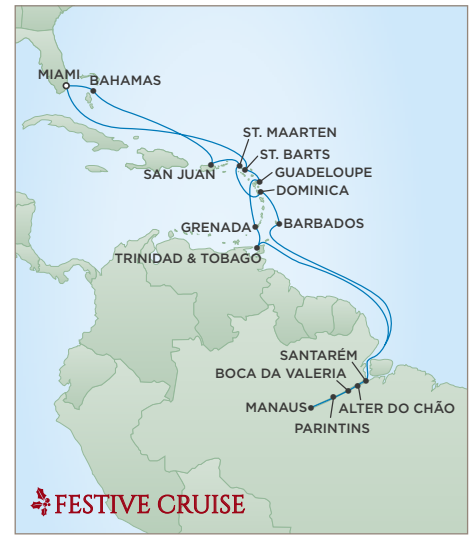 MIAMI
BAHAMAS
ST. MAARTEN
ST. BARTS
SAN JUAN
GUADELOUPE
DOMINICA
GRENADA
BARBADOS
TRINIDAD & TOBAGO
SANTARÉM
BOCA DA VALERIA
MANAUS
ALTER DO CHÃO
PARINTINS
FESTIVE CRUISE